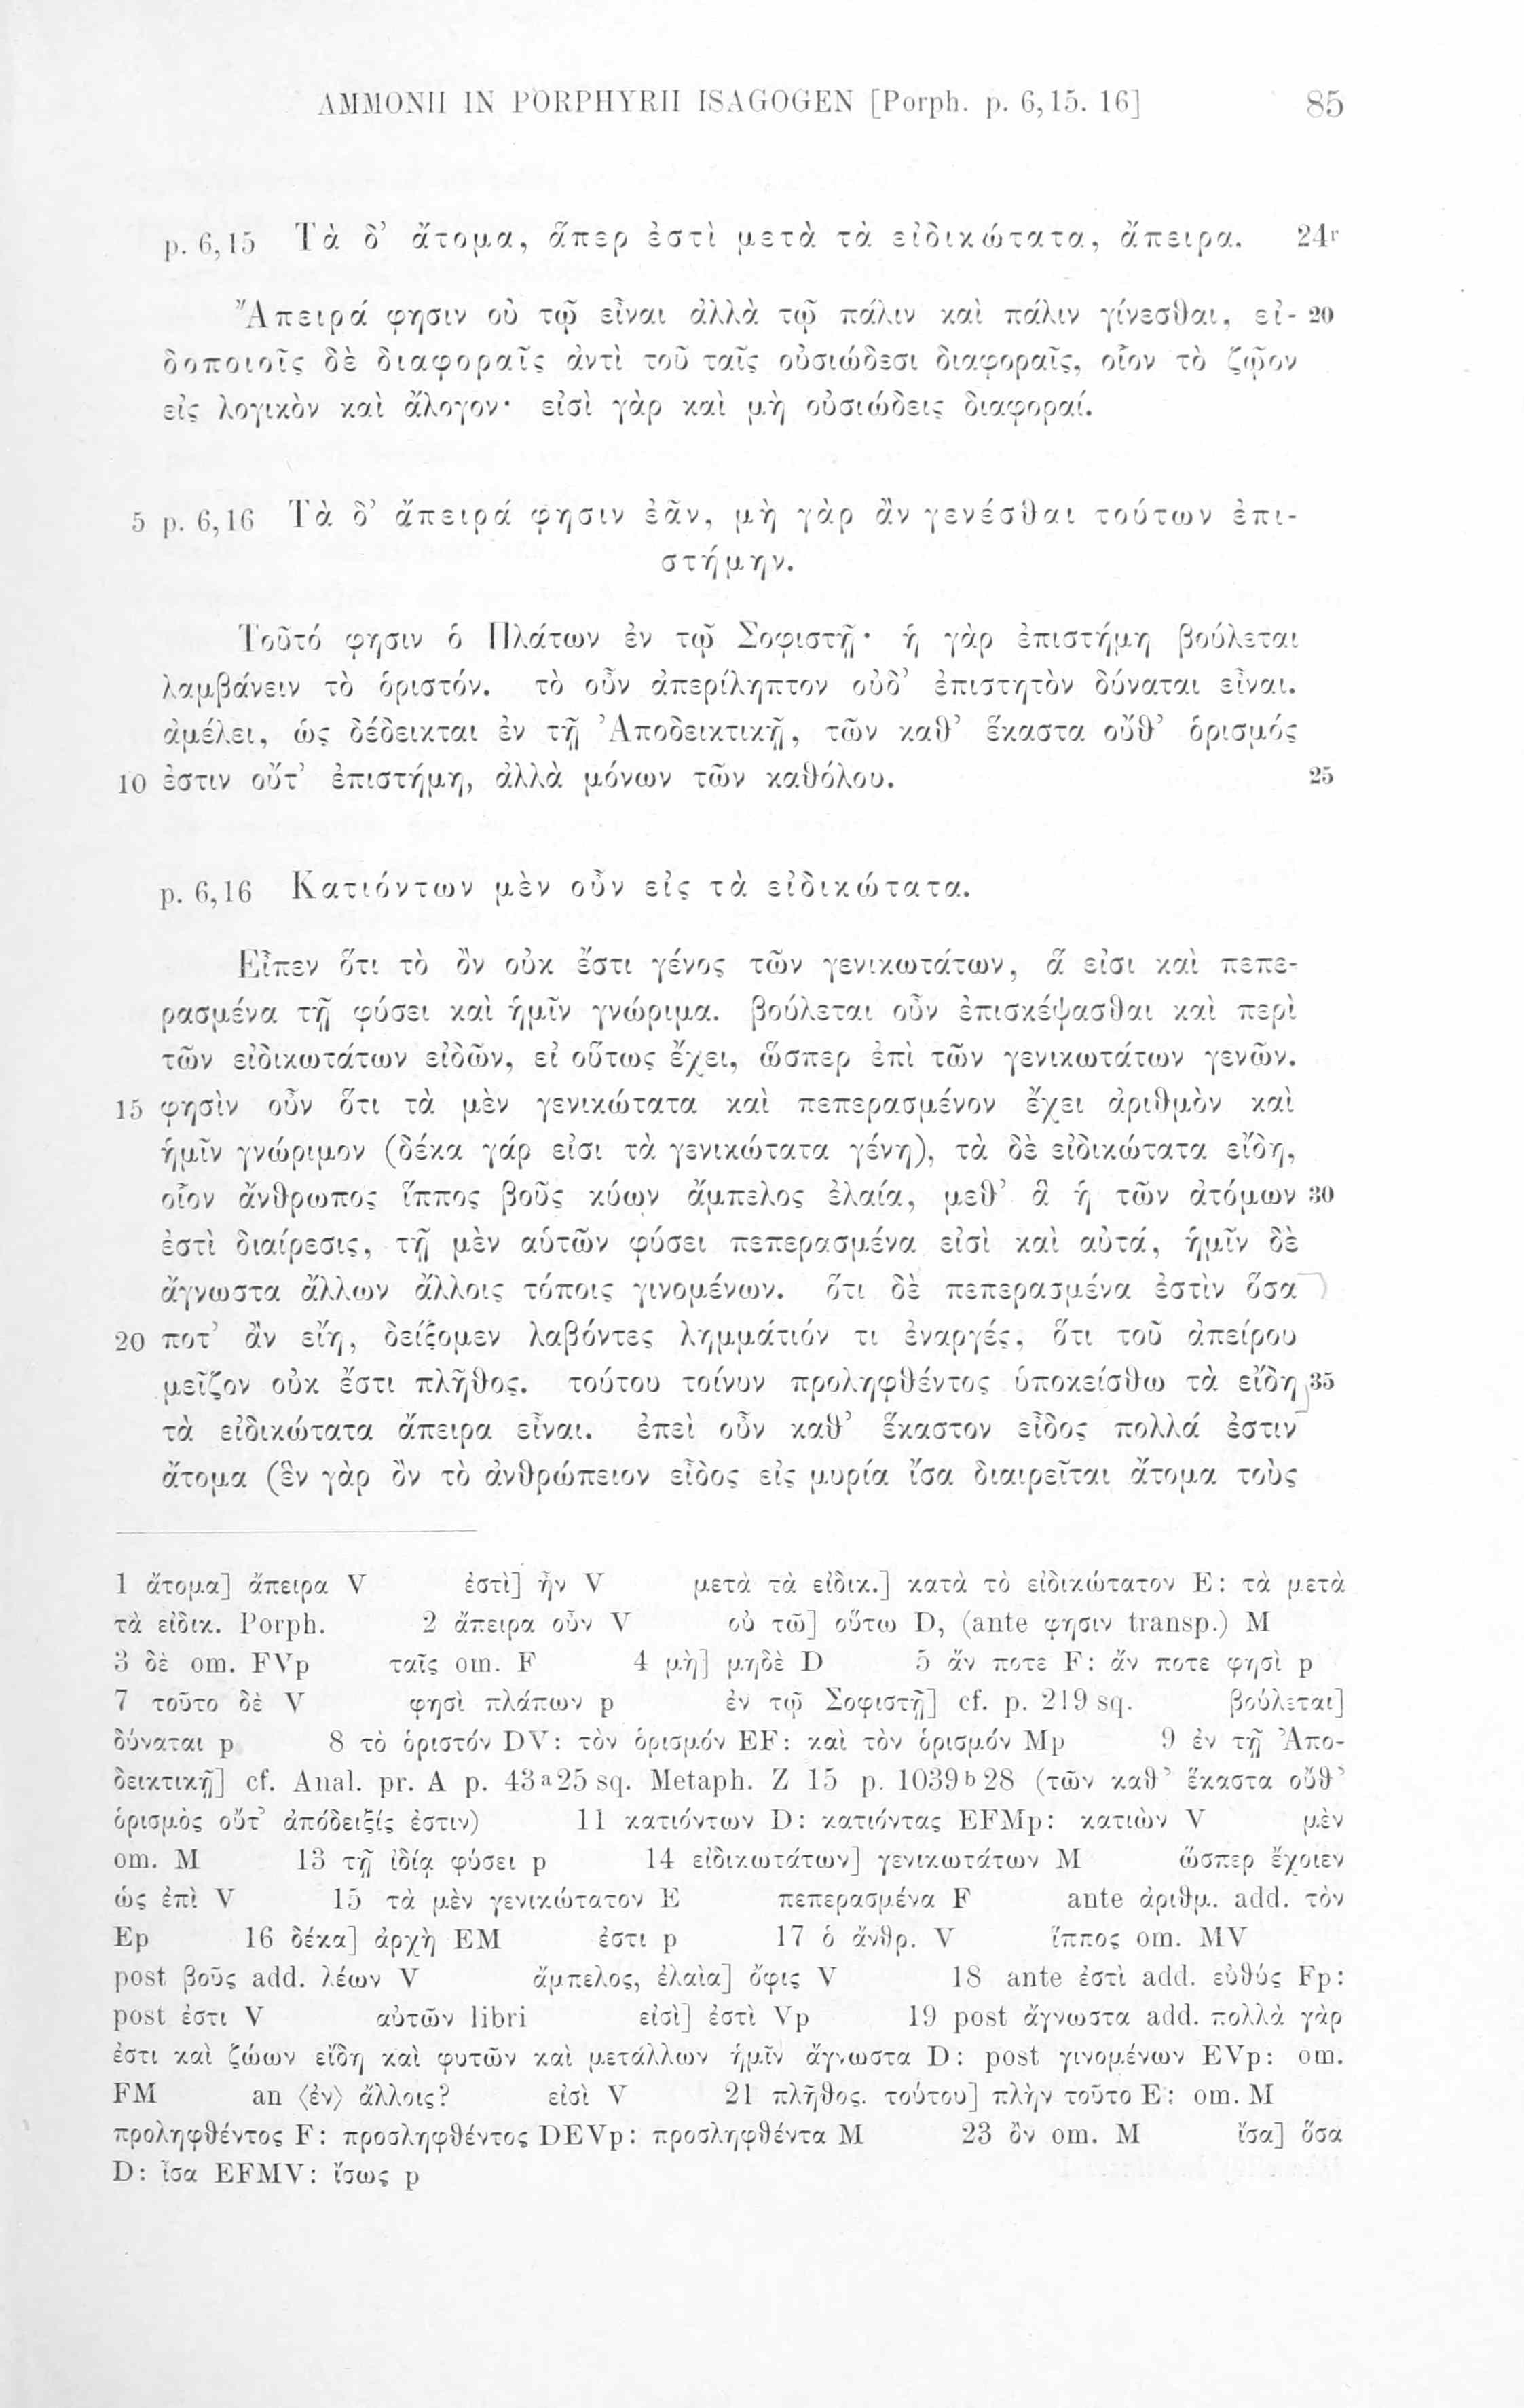 AMMONII IN PORPHYRII ISAGOGEN [Porph. p. 6,15. 16] 85
p. 6,15 Τὰ δ’ ἄτομα, ἅπερ ἐστὶ μετὰ τὰ εἰδικώτατα, ἄπειρα. 24r
Ἄπειρά φησιν οὐ τῷ εἶναι ἀλλὰ τῷ πάλιν καὶ πάλιν γίνεσθαι, εἰ- 20
δοποιοῖς δὲ διαφοραῖς ἀντὶ τοῦ ταῖς οὐσιώδεσι διαφοραῖς, οἷον τὸ ζῷον
εἰς λογικὸν καὶ ἄλογον· εἰσὶ γὰρ καὶ μὴ οὐσιώδεις διαφοραί.
5 p. 6,16 Τὰ δ’ ἄπειρά φησιν ἐᾶν, μὴ γὰρ ἂν γενέσθαι τούτων ἐπι-
στήμην.
Τοῦτό φησιν ὁ Πλάτων ἐν τῷ Σοφιστῇ· ἡ γὰρ ἐπιστήμη βούλεται
λαμβάνειν τὸ ὁριστόν. τὸ οὖν ἀπερίληπτον οὐδ’ ἐπιστητὸν δύναται εἶναι.
ἀμέλει, ὡς δέδεικται ἐν τῇ Ἀποδεικτικῇ, τῶν καθ’ ἕκαστα οὔθ’ ὁρισμός
10 ἐστιν οὔτ’ ἐπιστήμη, ἀλλὰ μόνων τῶν καθόλου. 25
p. 6,16 Κατιόντων μὲν οὖν εἰς τὰ εἰδικώτατα.
Εἶπεν ὅτι τὸ ὂν οὐκ ἔστι γένος τῶν γενικωτάτων, ἅ εἰσι καὶ πεπε-
ρασμένα τῇ φύσει καὶ ἡμῖν γνώριμα. βούλεται οὖν ἐπισκέψασθαι καὶ περὶ
τῶν εἰδικωτάτων εἰδῶν, εἰ οὕτως ἔχει, ὥσπερ ἐπὶ τῶν γενικωτάτων γενῶν.
15 φησὶν οὖν ὅτι τὰ μὲν γενικώτατα καὶ πεπερασμένον ἔχει ἀριθμὸν καὶ
ἡμῖν γνώριμον (δέκα γάρ εἰσι τὰ γενικώτατα γένη), τὰ δὲ εἰδικώτατα εἴδη,
οἷον ἄνθρωπος ἵππος βοῦς κύων ἄμπελος ἐλαία, μεθ’ ἃ ἡ τῶν ἀτόμων 30
ἐστὶ διαίρεσις, τῇ μὲν αὑτῶν φύσει πεπερασμένα εἰσὶ καὶ αὐτά, ἡμῖν δὲ
ἄγνωστα ἄλλων ἄλλοις τόποις γινομένων. ὅτι δὲ πεπερασμένα ἐστὶν ὅσα
20 ποτ’ ἂν εἴη, δείξομεν λαβόντες λημμάτιόν τι ἐναργές, ὅτι τοῦ ἀπείρου
μεῖζον οὐκ ἔστι πλῆθος. τούτου τοίνυν προληφθέντος ὑποκείσθω τὰ εἴδη 35
τὰ εἰδικώτατα ἄπειρα εἶναι. ἐπεὶ οὖν καθ’ ἕκαστον εἶδος πολλά ἐστιν
ἄτομα (ἓν γὰρ ὂν τὸ ἀνθρώπειον εἶδος εἰς μυρία ἴσα διαιρεῖται ἄτομα τοὺς
1 ἄτομα] ἄπειρα V ἐστὶ] ἦν V μετὰ τὰ εἰδικ.] κατὰ τὸ εἰδικώτατον E: τὰ μετὰ
τὰ εἰδικ. Porph. 2 ἄπειρα οὖν V οὐ τῶ] οὕτω D, (ante φησιν transp.) M
3 δὲ om. FVp ταῖς om. F 4 μὴ] μηδὲ D 5 ἄν ποτε F: ἄν ποτε φησὶ p
7 τοῦτο δὲ V φησὶ πλάπων p ἐν τῷ Σοφιστῇ] cf. p. 219 sq. βούλεται]
δύναται p 8 τὸ ὁριστόν DV: τὸν ὁρισμόν EF: καὶ τὸν ὁρισμόν Mp 9 ἐν τῇ Ἀπο-
δεικτικῇ] cf. Anal. pr. A p. 43a25 sq. Metaph. Z 15 p. 1039b28 (τῶν καθ’ ἕκαστα οὔθ’
ὁρισμὸς οὔτ’ ἀπόδειξίς ἐστιν) 11 κατιόντων D: κατιόντας EFMp: κατιὼν V μὲν
om. M 13 τῇ ἰδίᾳ φύσει p 14 εἰδικωτάτων] γενικωτάτων M ὥσπερ ἔχοιεν
ὡς ἐπὶ V 15 τὰ μὲν γενικώτατον E πεπερασμένα F ante ἀριθμ. add. τὸν
Ep 16 δέκα] ἀρχὴ EM ἐστι p 17 ὁ ἄνθρ. V ἵππος om. MV
post βοῦς add. λέων V ἄμπελος, ἐλαία] ὄφις V 18 ante ἐστὶ add. εὐθύς Fp:
post ἐστι V αὐτῶν libri εἰσὶ] ἐστὶ Vp 19 post ἄγνωστα add. πολλὰ γὰρ
ἐστι καὶ ζώων εἴδη καὶ φυτῶν καὶ μετάλλων ἡμῖν ἄγνωστα D: post γινομένων EVp: om.
FM an ⟨ἐν⟩ ἄλλοις? εἰσὶ V 21 πλῆθος. τούτου] πλὴν τοῦτο E: om. M
προληφθέντος F: προσληφθέντος DEVp: προσληφθέντα M 23 ὂν om. M ἴσα] ὅσα
D: ἶσα EFMV: ἴσως p